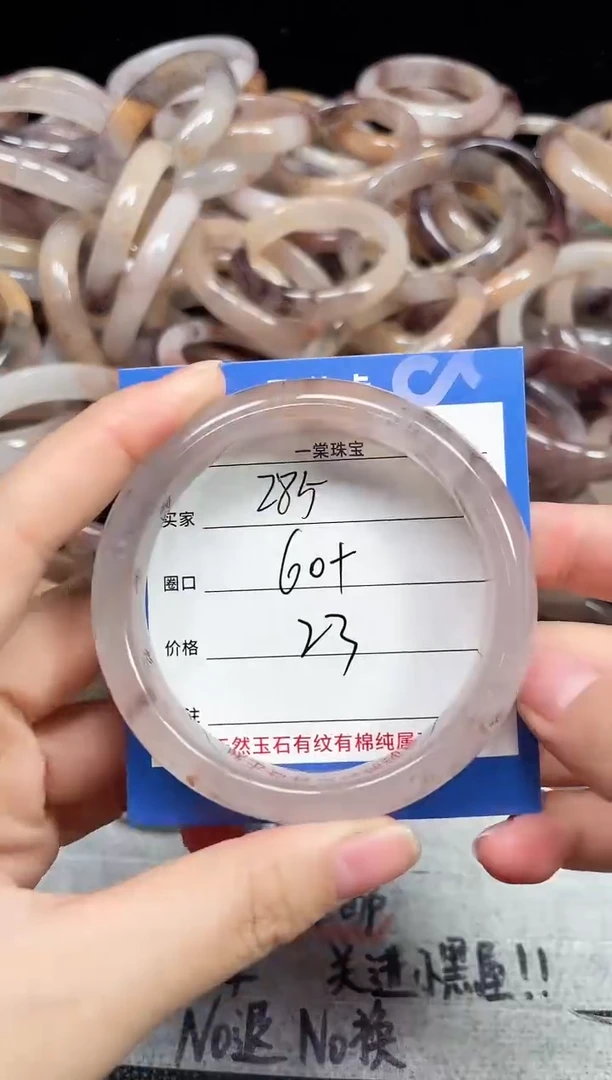 一棠珠宝
买家 285
圈口 60+
价格 23
注
然玉石有纹有棉纯属
关进小黑屋!!
NO退 NO换